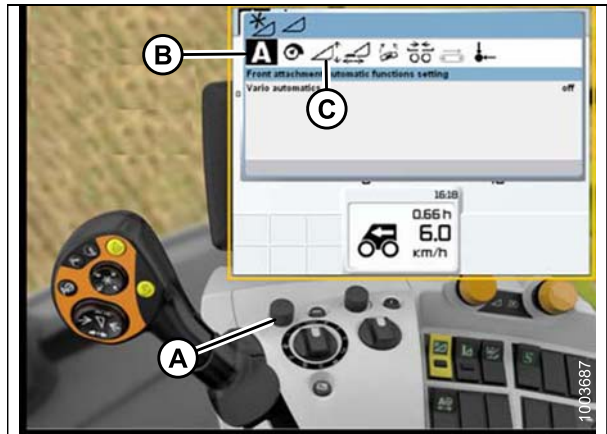 B
A
C
Front attachment automatic functions setting
Vario automatics off
16:18
0.66 h
6.0
km/h
A
1003687